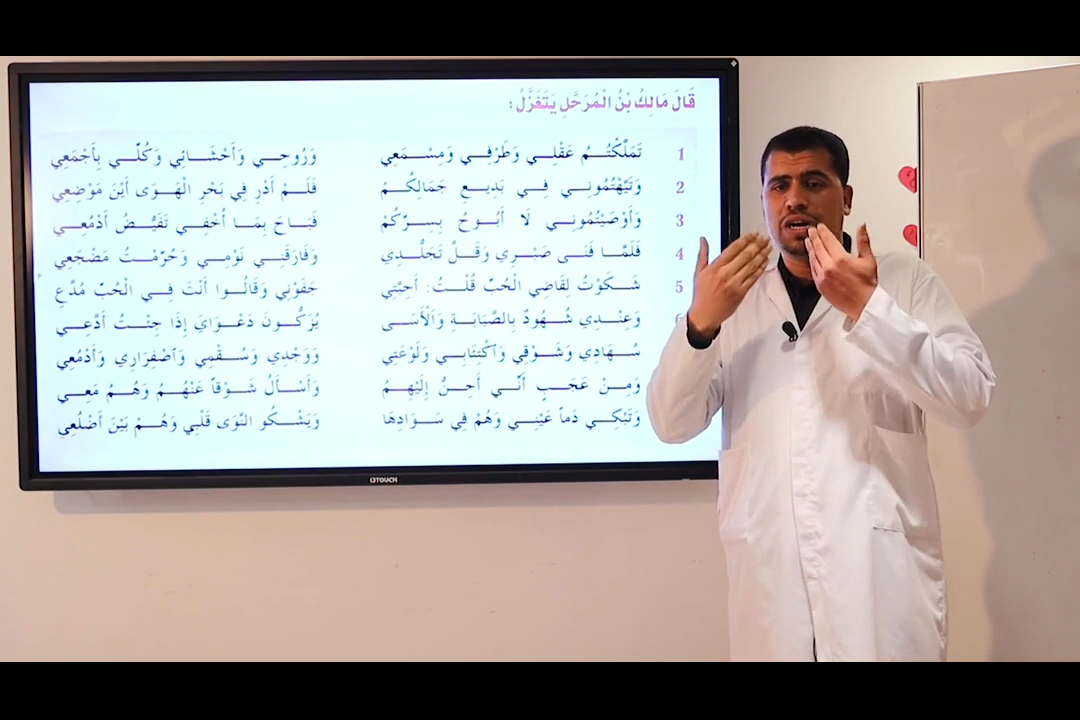 قَالَ مَالِكُ بْنُ الْمُرَحَّلِ يَتَغَزَّلُ:
1 تَمَلَّكْتُمُ عَقْلِي وَطَرْفِي وَمِسْمَعِي وَرُوحِي وَأَحْشَائِي وَكُلِّي بِأَجْمَعِي
2 وَتَيَّهْتُمُونِي فِي بَدِيعِ جَمَالِكُمْ فَلَمْ أَدْرِ فِي بَحْرِ الْهَوَى أَيْنَ مَوْضِعِي
3 وَأَوْصَيْتُمُونِي لَا أَبُوحُ بِسِرِّكُمْ فَبَاحَ بِمَا أُخْفِي تَفَيُّضُ أَدْمُعِي
4 فَلَمَّا فَنَى صَبْرِي وَقَلَّ تَجَلُّدِي وَفَارَقَنِي نَوْمِي وَحُرِّمْتُ مَضْجَعِي
5 شَكَوْتُ لِقَاضِي الْحُبِّ قُلْتُ: أَحِبَّتِي جَفَوْنِي وَقَالُوا أَنْتَ فِي الْحُبِّ مُدَّعِ
6 وَعِنْدِي شُهُودٌ بِالصَّبَابَةِ وَالْأَسَى يُزَكُّونَ دَعْوَايَ إِذَا جِئْتُ أَدَّعِي
سُهَادِي وَشَوْقِي وَاكْتِئَابِي وَلَوْعَتِي وَوَجْدِي وَسُقْمِي وَاصْفِرَارِي وَأَدْمُعِي
وَمِنْ عَجَبٍ أَنِّي أَحِنُّ إِلَيْهِمُ وَأَسْأَلُ شَوْقاً عَنْهُمُ وَهُمُ مَعِي
وَتَبْكِي دَماً عَيْنِي وَهُمْ فِي سَوَادِهَا وَيَشْكُو النَّوَى قَلْبِي وَهُمْ بَيْنَ أَضْلُعِي
i3TOUCH